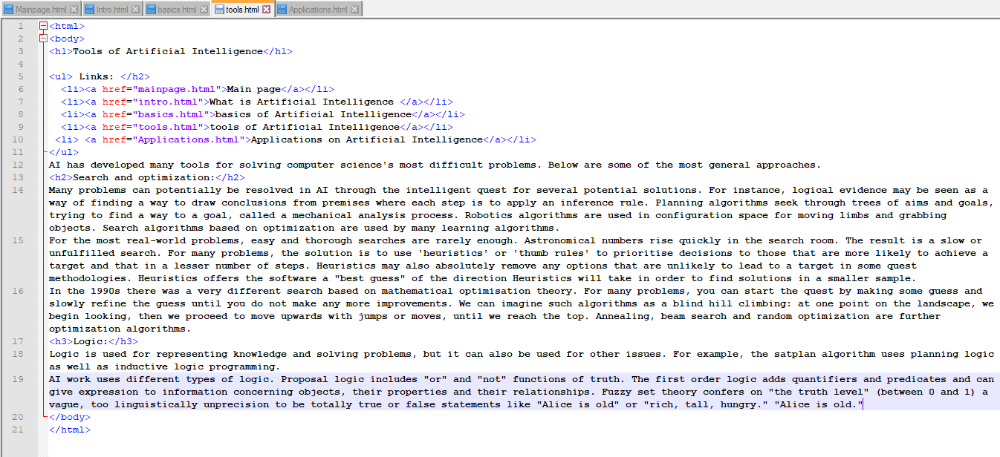 Mainpage.html Intro.html basics.html tools.html Applications.html
1 <html>
2 <body>
3 <h1>Tools of Artificial Intelligence</h1>
4
5 <ul> Links: </h2>
6 <li><a href="mainpage.html">Main page</a></li>
7 <li><a href="intro.html">What is Artificial Intelligence </a></li>
8 <li><a href="basics.html">basics of Artificial Intelligence</a></li>
9 <li><a href="tools.html">tools of Artificial Intelligence</a></li>
10 <li> <a href="Applications.html">Applications on Artificial Intelligence</a></li>
11 </ul>
12 AI has developed many tools for solving computer science's most difficult problems. Below are some of the most general approaches.
13 <h2>Search and optimization:</h2>
14 Many problems can potentially be resolved in AI through the intelligent quest for several potential solutions. For instance, logical evidence may be seen as a
way of finding a way to draw conclusions from premises where each step is to apply an inference rule. Planning algorithms seek through trees of aims and goals,
trying to find a way to a goal, called a mechanical analysis process. Robotics algorithms are used in configuration space for moving limbs and grabbing
objects. Search algorithms based on optimization are used by many learning algorithms.
15 For the most real-world problems, easy and thorough searches are rarely enough. Astronomical numbers rise quickly in the search room. The result is a slow or
unfulfilled search. For many problems, the solution is to use 'heuristics' or 'thumb rules' to prioritise decisions to those that are more likely to achieve a
target and that in a lesser number of steps. Heuristics may also absolutely remove any options that are unlikely to lead to a target in some quest
methodologies. Heuristics offers the software a "best guess" of the direction Heuristics will take in order to find solutions in a smaller sample.
16 In the 1990s there was a very different search based on mathematical optimisation theory. For many problems, you can start the quest by making some guess and
slowly refine the guess until you do not make any more improvements. We can imagine such algorithms as a blind hill climbing: at one point on the landscape, we
begin looking, then we proceed to move upwards with jumps or moves, until we reach the top. Annealing, beam search and random optimization are further
optimization algorithms.
17 <h3>Logic:</h3>
18 Logic is used for representing knowledge and solving problems, but it can also be used for other issues. For example, the satplan algorithm uses planning logic
as well as inductive logic programming.
19 AI work uses different types of logic. Proposal logic includes "or" and "not" functions of truth. The first order logic adds quantifiers and predicates and can
give expression to information concerning objects, their properties and their relationships. Fuzzy set theory confers on "the truth level" (between 0 and 1) a
vague, too linguistically unprecision to be totally true or false statements like "Alice is old" or "rich, tall, hungry." "Alice is old."
20 </body>
21 </html>